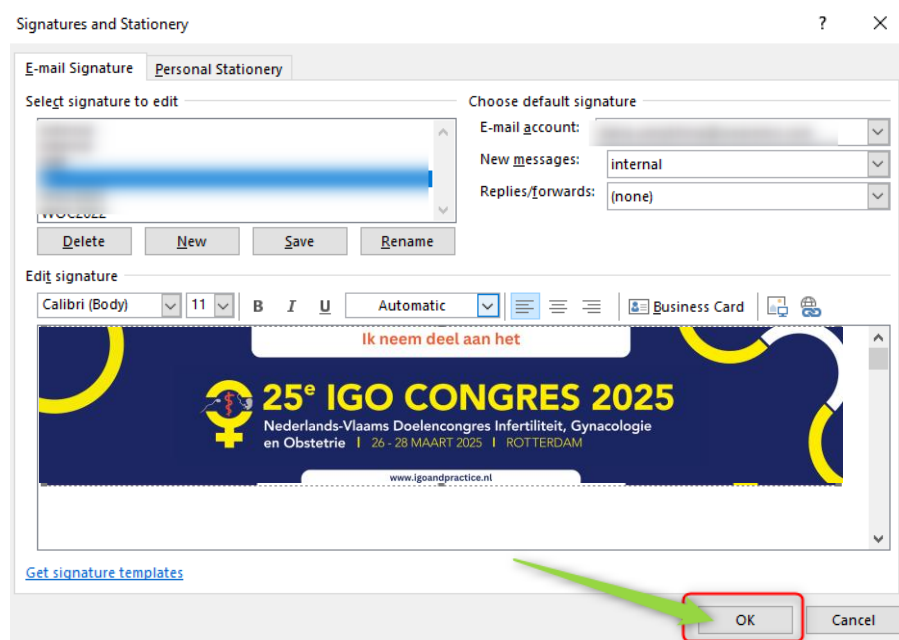 Signatures and Stationery
?
E-mail Signature Personal Stationery
Select signature to edit
Choose default signature
E-mail account:
New messages: internal
Replies/forwards: (none)
WOC2022
Delete New Save Rename
Edit signature
Calibri (Body) 11 B I U Automatic Business Card
Ik neem deel aan het
25e IGO CONGRES 2025
Nederlands-Vlaams Doelencongres Infertiliteit, Gynacologie
en Obstetrie | 26 - 28 MAART 2025 | ROTTERDAM
www.igoandpractice.nl
Get signature templates
OK Cancel